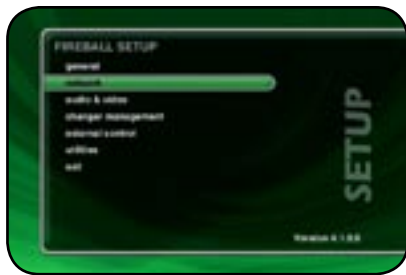 FIREBALL SETUP
general
network
audio & video
changer management
external control
utilities
exit
SETUP